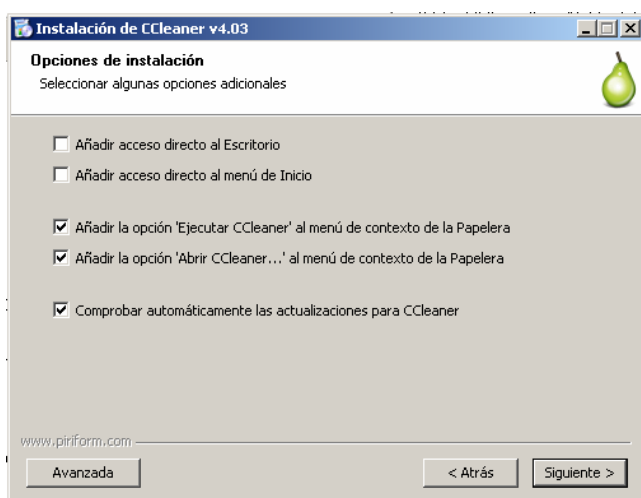 Instalación de CCleaner v4.03
Opciones de instalación
Seleccionar algunas opciones adicionales
Añadir acceso directo al Escritorio
Añadir acceso directo al menú de Inicio
Añadir la opción 'Ejecutar CCleaner' al menú de contexto de la Papelera
Añadir la opción 'Abrir CCleaner...' al menú de contexto de la Papelera
Comprobar automáticamente las actualizaciones para CCleaner
www.piriform.com
Avanzada
< Atrás
Siguiente >